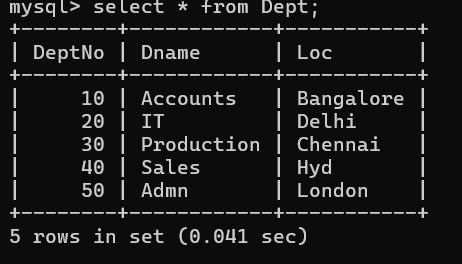 mysql> select * from Dept;
+--------+------------+-----------+
| DeptNo | Dname      | Loc       |
+--------+------------+-----------+
|     10 | Accounts   | Bangalore |
|     20 | IT         | Delhi     |
|     30 | Production | Chennai   |
|     40 | Sales      | Hyd       |
|     50 | Admn       | London    |
+--------+------------+-----------+
5 rows in set (0.041 sec)